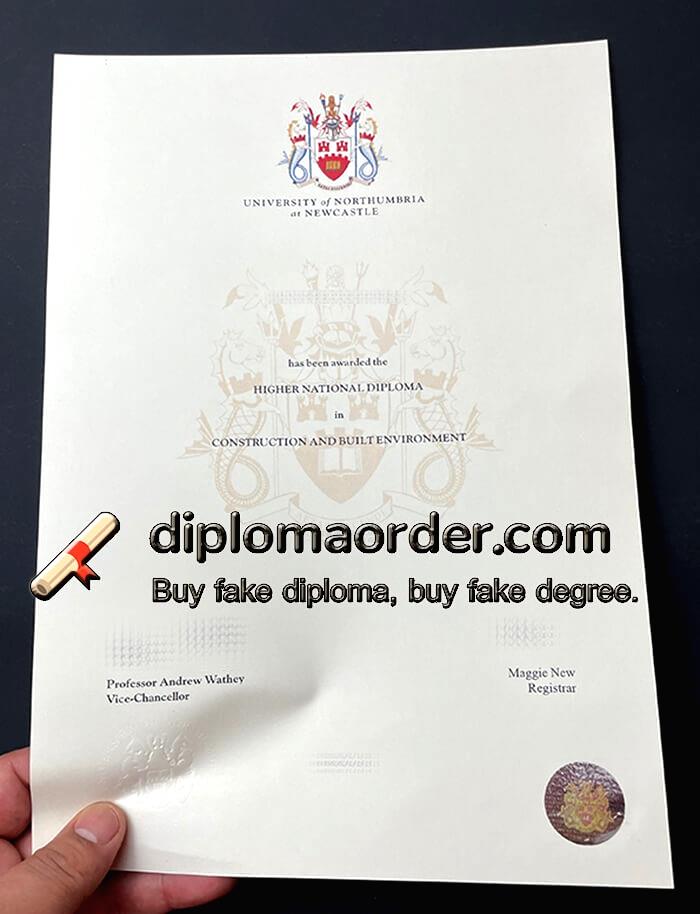 UNIVERSITY of NORTHUMBRIA
at NEWCASTLE
has been awarded the
HIGHER NATIONAL DIPLOMA
in
CONSTRUCTION AND BUILT ENVIRONMENT
diplomaorder.com
Buy fake diploma, buy fake degree.
Professor Andrew Wathey
Vice-Chancellor
Maggie New
Registrar